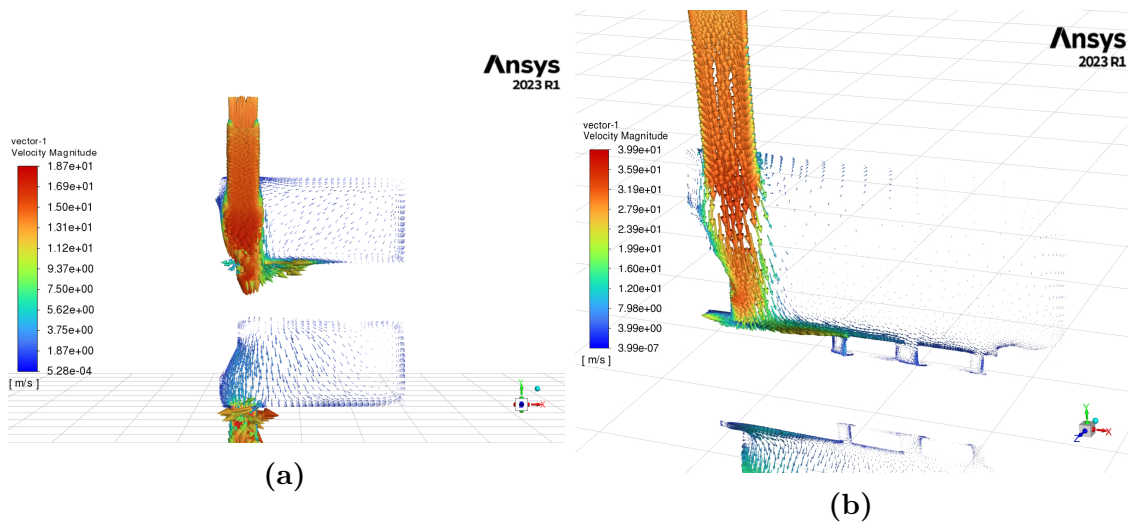 Ansys
2023 R1
vector-1
Velocity Magnitude
1.87e+01
1.69e+01
1.50e+01
1.31e+01
1.12e+01
9.37e+00
7.50e+00
5.62e+00
3.75e+00
1.87e+00
5.28e-04
[ m/s ]
Y
X
(a)
Ansys
2023 R1
vector-1
Velocity Magnitude
3.99e+01
3.59e+01
3.19e+01
2.79e+01
2.39e+01
2.00e+01
1.60e+01
1.20e+01
7.98e+00
3.99e+00
3.99e-07
[ m/s ]
Y
Z
X
(b)